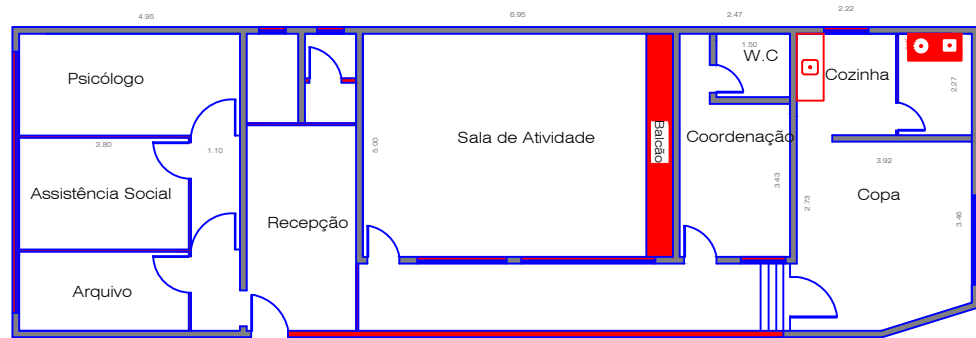 4.95
6.95
2.47
2.22
Psicólogo
1.50
W.C
Cozinha
2.27
3.80
1.10
5.00
Sala de Atividade
Balcão
Coordenação
3.92
Assistência Social
3.43
2.73
Copa
3.46
Recepção
Arquivo